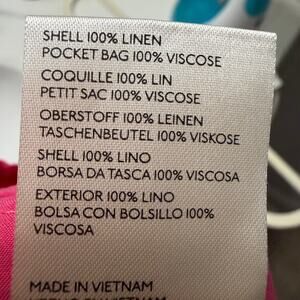 SHELL 100% LINEN
POCKET BAG 100% VISCOSE
COQUILLE 100% LIN
PETIT SAC 100% VISCOSE
OBERSTOFF 100% LEINEN
TASCHENBEUTEL 100% VISKOSE
SHELL 100% LINO
BORSA DA TASCA 100% VISCOSA
EXTERIOR 100% LINO
BOLSA CON BOLSILLO 100%
VISCOSA
MADE IN VIETNAM